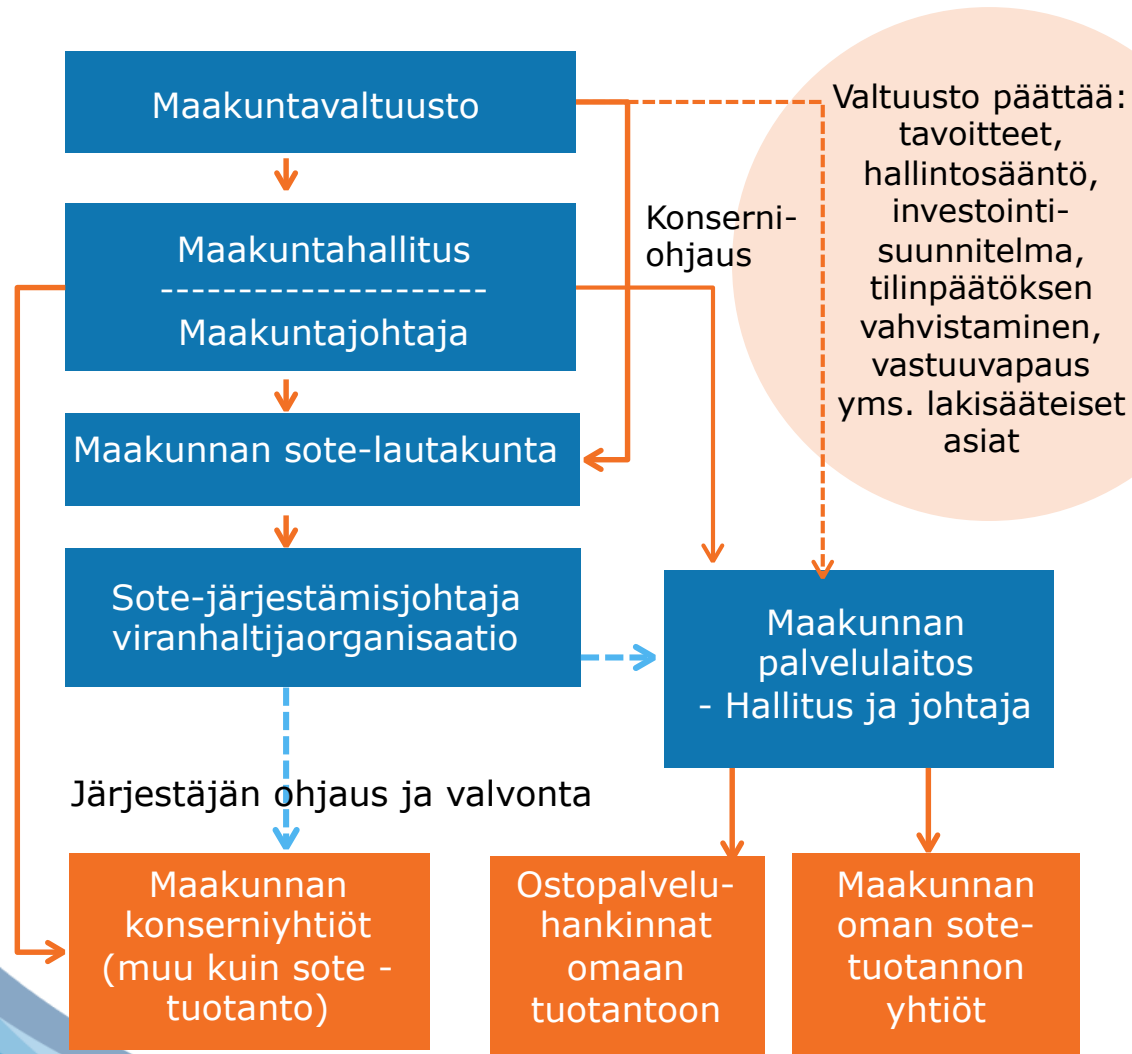 Maakuntavaltuusto
Valtuusto päättää:
tavoitteet,
hallintosääntö,
investointi-
suunnitelma,
tilinpäätöksen
vahvistaminen,
vastuuvapaus
yms. lakisääteiset
asiat
Konserni-
ohjaus
Maakuntahallitus
----------------------
Maakuntajohtaja
Maakunnan sote-lautakunta
Sote-järjestämisjohtaja
viranhaltijaorganisaatio
Maakunnan
palvelulaitos
- Hallitus ja johtaja
Järjestäjän ohjaus ja valvonta
Maakunnan
konserniyhtiöt
(muu kuin sote -
tuotanto)
Ostopalvelu-
hankinnat
omaan
tuotantoon
Maakunnan
oman sote-
tuotannon
yhtiöt